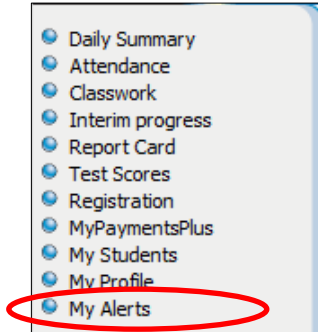 Daily Summary
Attendance
Classwork
Interim progress
Report Card
Test Scores
Registration
MyPaymentsPlus
My Students
My Profile
My Alerts